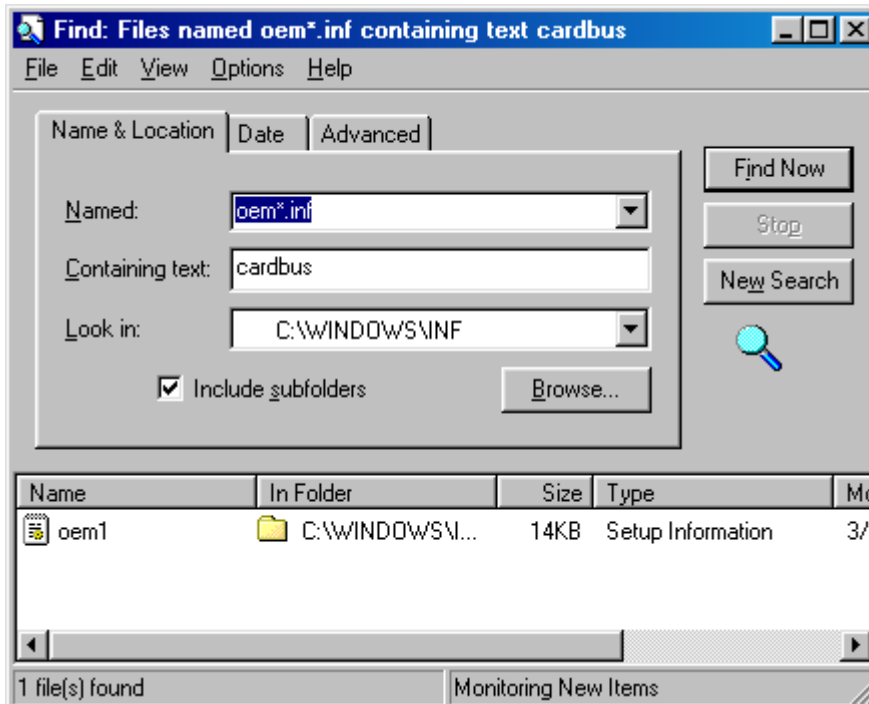 Find: Files named oem*.inf containing text cardbus
File Edit View Options Help
Name & Location Date Advanced
Find Now
Named: oem*.inf
Stop
Containing text: cardbus
New Search
Look in: C:\WINDOWS\INF
Include subfolders Browse...
Name In Folder Size Type Mo
oem1 C:\WINDOWS\I... 14KB Setup Information 3/
1 file(s) found Monitoring New Items